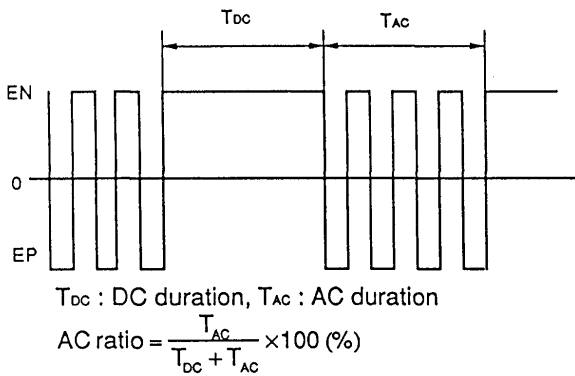 TDC
TAC
EN
0
EP
TDC : DC duration, TAC : AC duration
AC ratio = TAC / (TDC + TAC) ×100 (%)